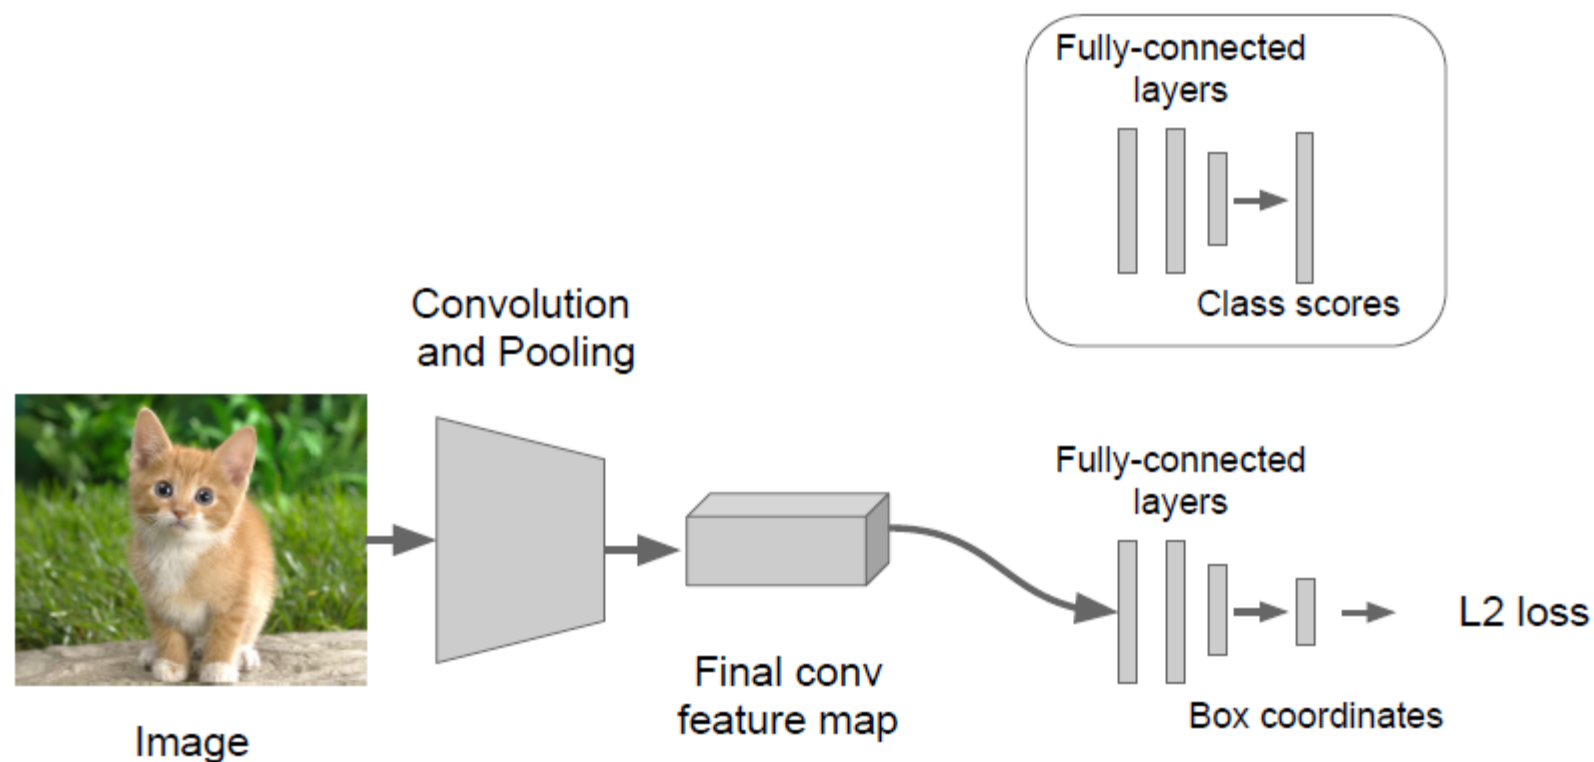 Fully-connected
layers
Class scores
Convolution
and Pooling
Fully-connected
layers
L2 loss
Final conv
feature map
Box coordinates
Image